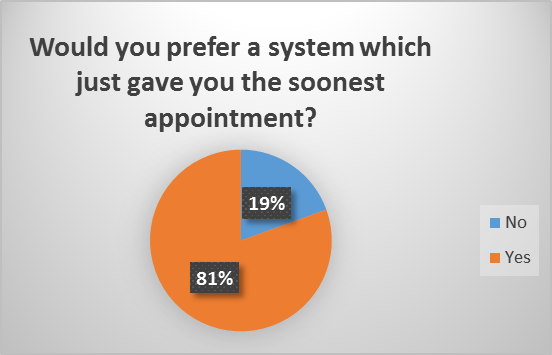 Would you prefer a system which
just gave you the soonest
appointment?
19%
81%
No
Yes